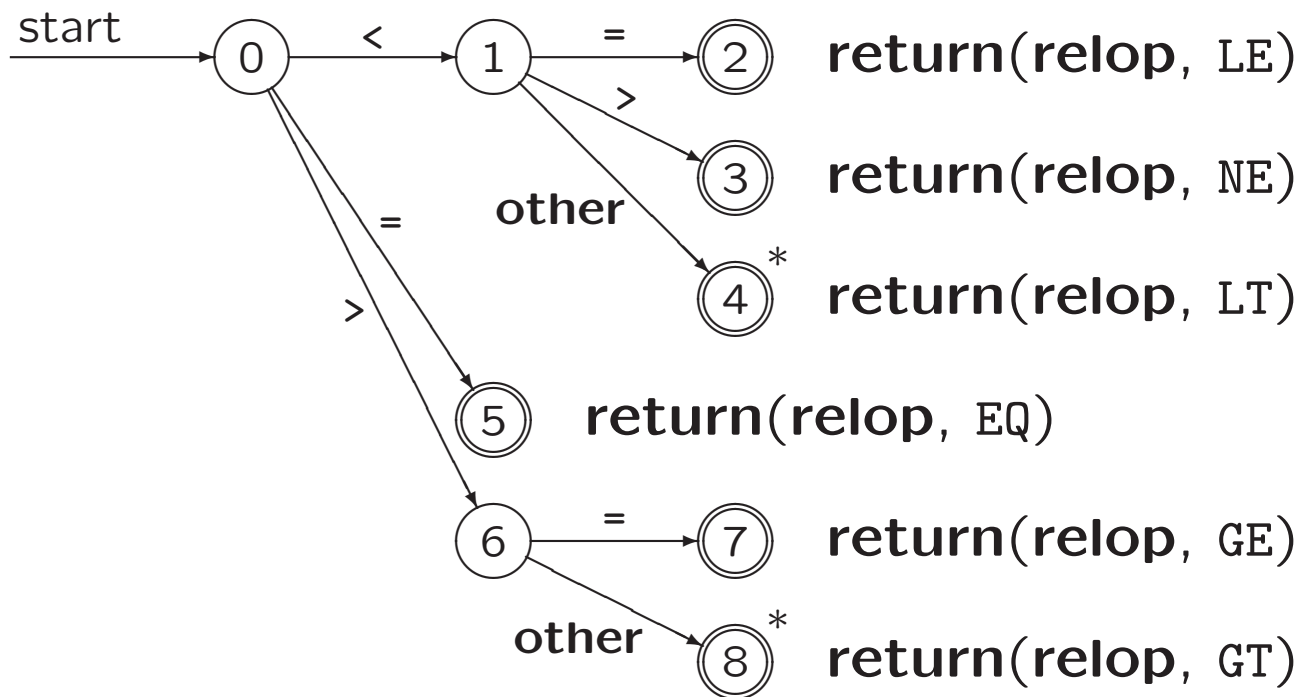 start
0 < 1 = 2 return(relop, LE)
>
3 return(relop, NE)
other
=
4 * return(relop, LT)
>
5 return(relop, EQ)
6 = 7 return(relop, GE)
other
8 * return(relop, GT)